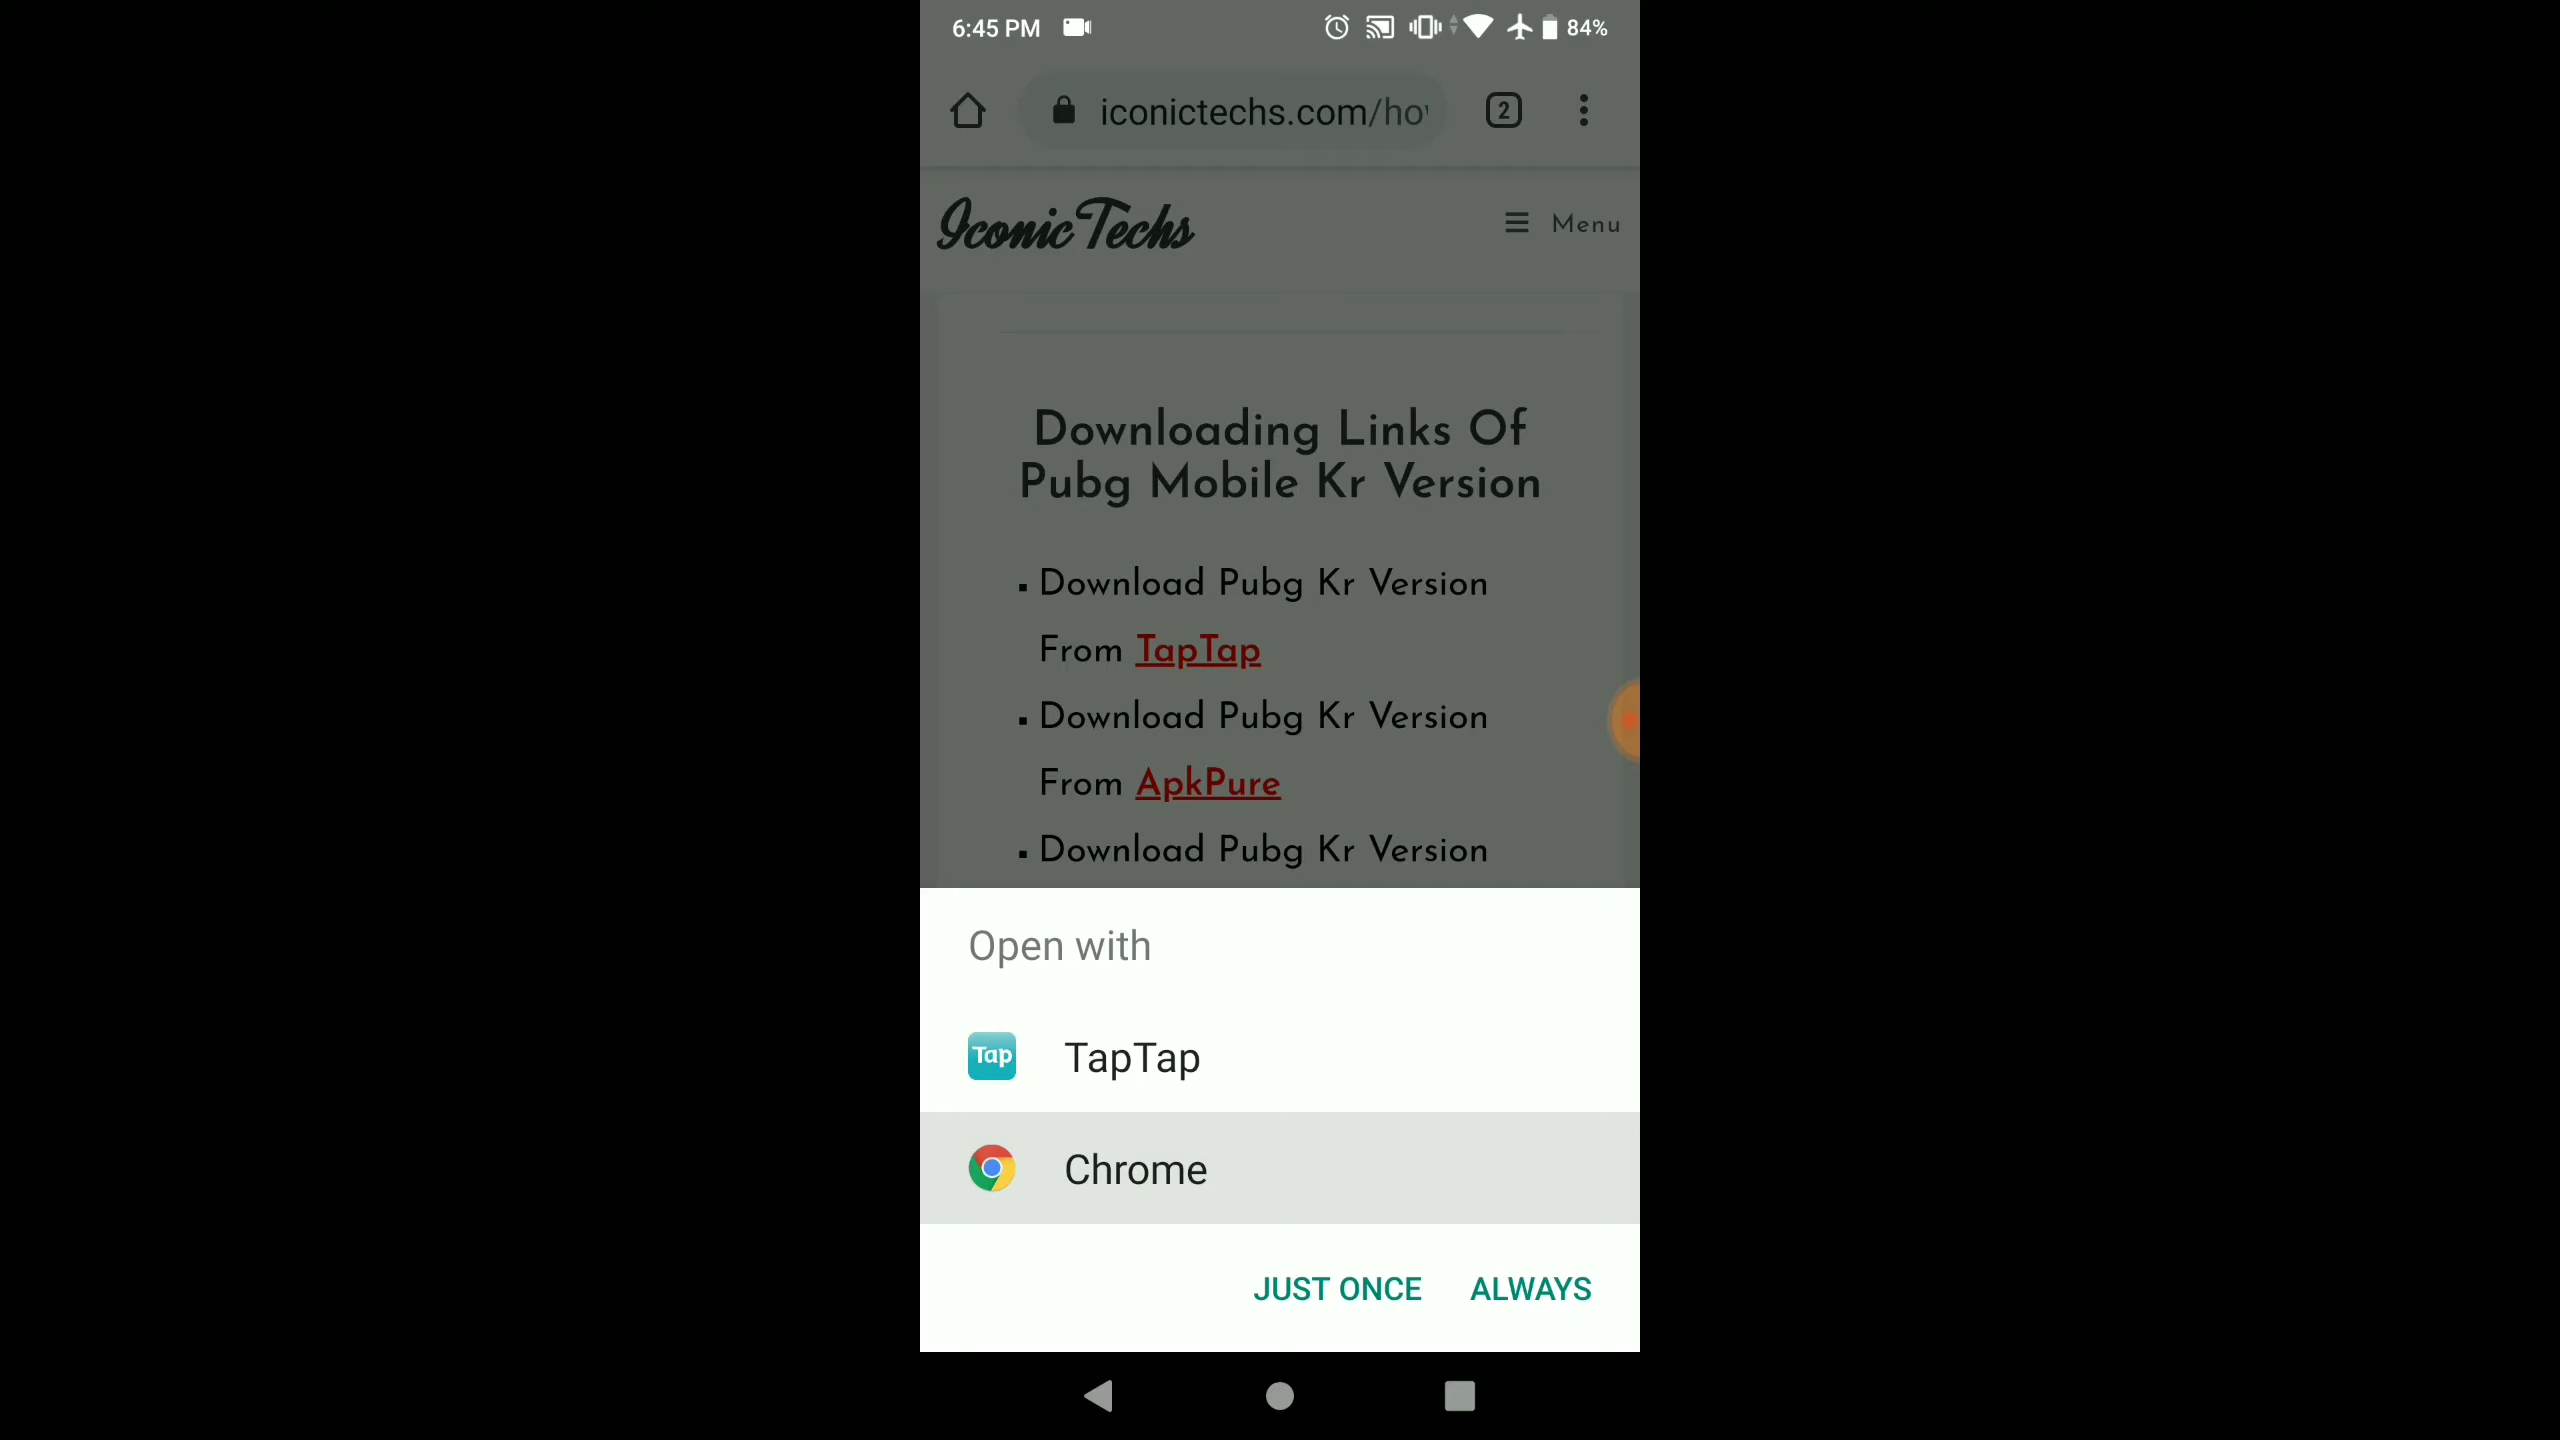 6:45 PM 84%
iconictechs.com/ho 2
IconicTechs Menu
Downloading Links Of
Pubg Mobile Kr Version
▪ Download Pubg Kr Version
From TapTap
▪ Download Pubg Kr Version
From ApkPure
▪ Download Pubg Kr Version
Open with
Tap TapTap
Chrome
JUST ONCE ALWAYS